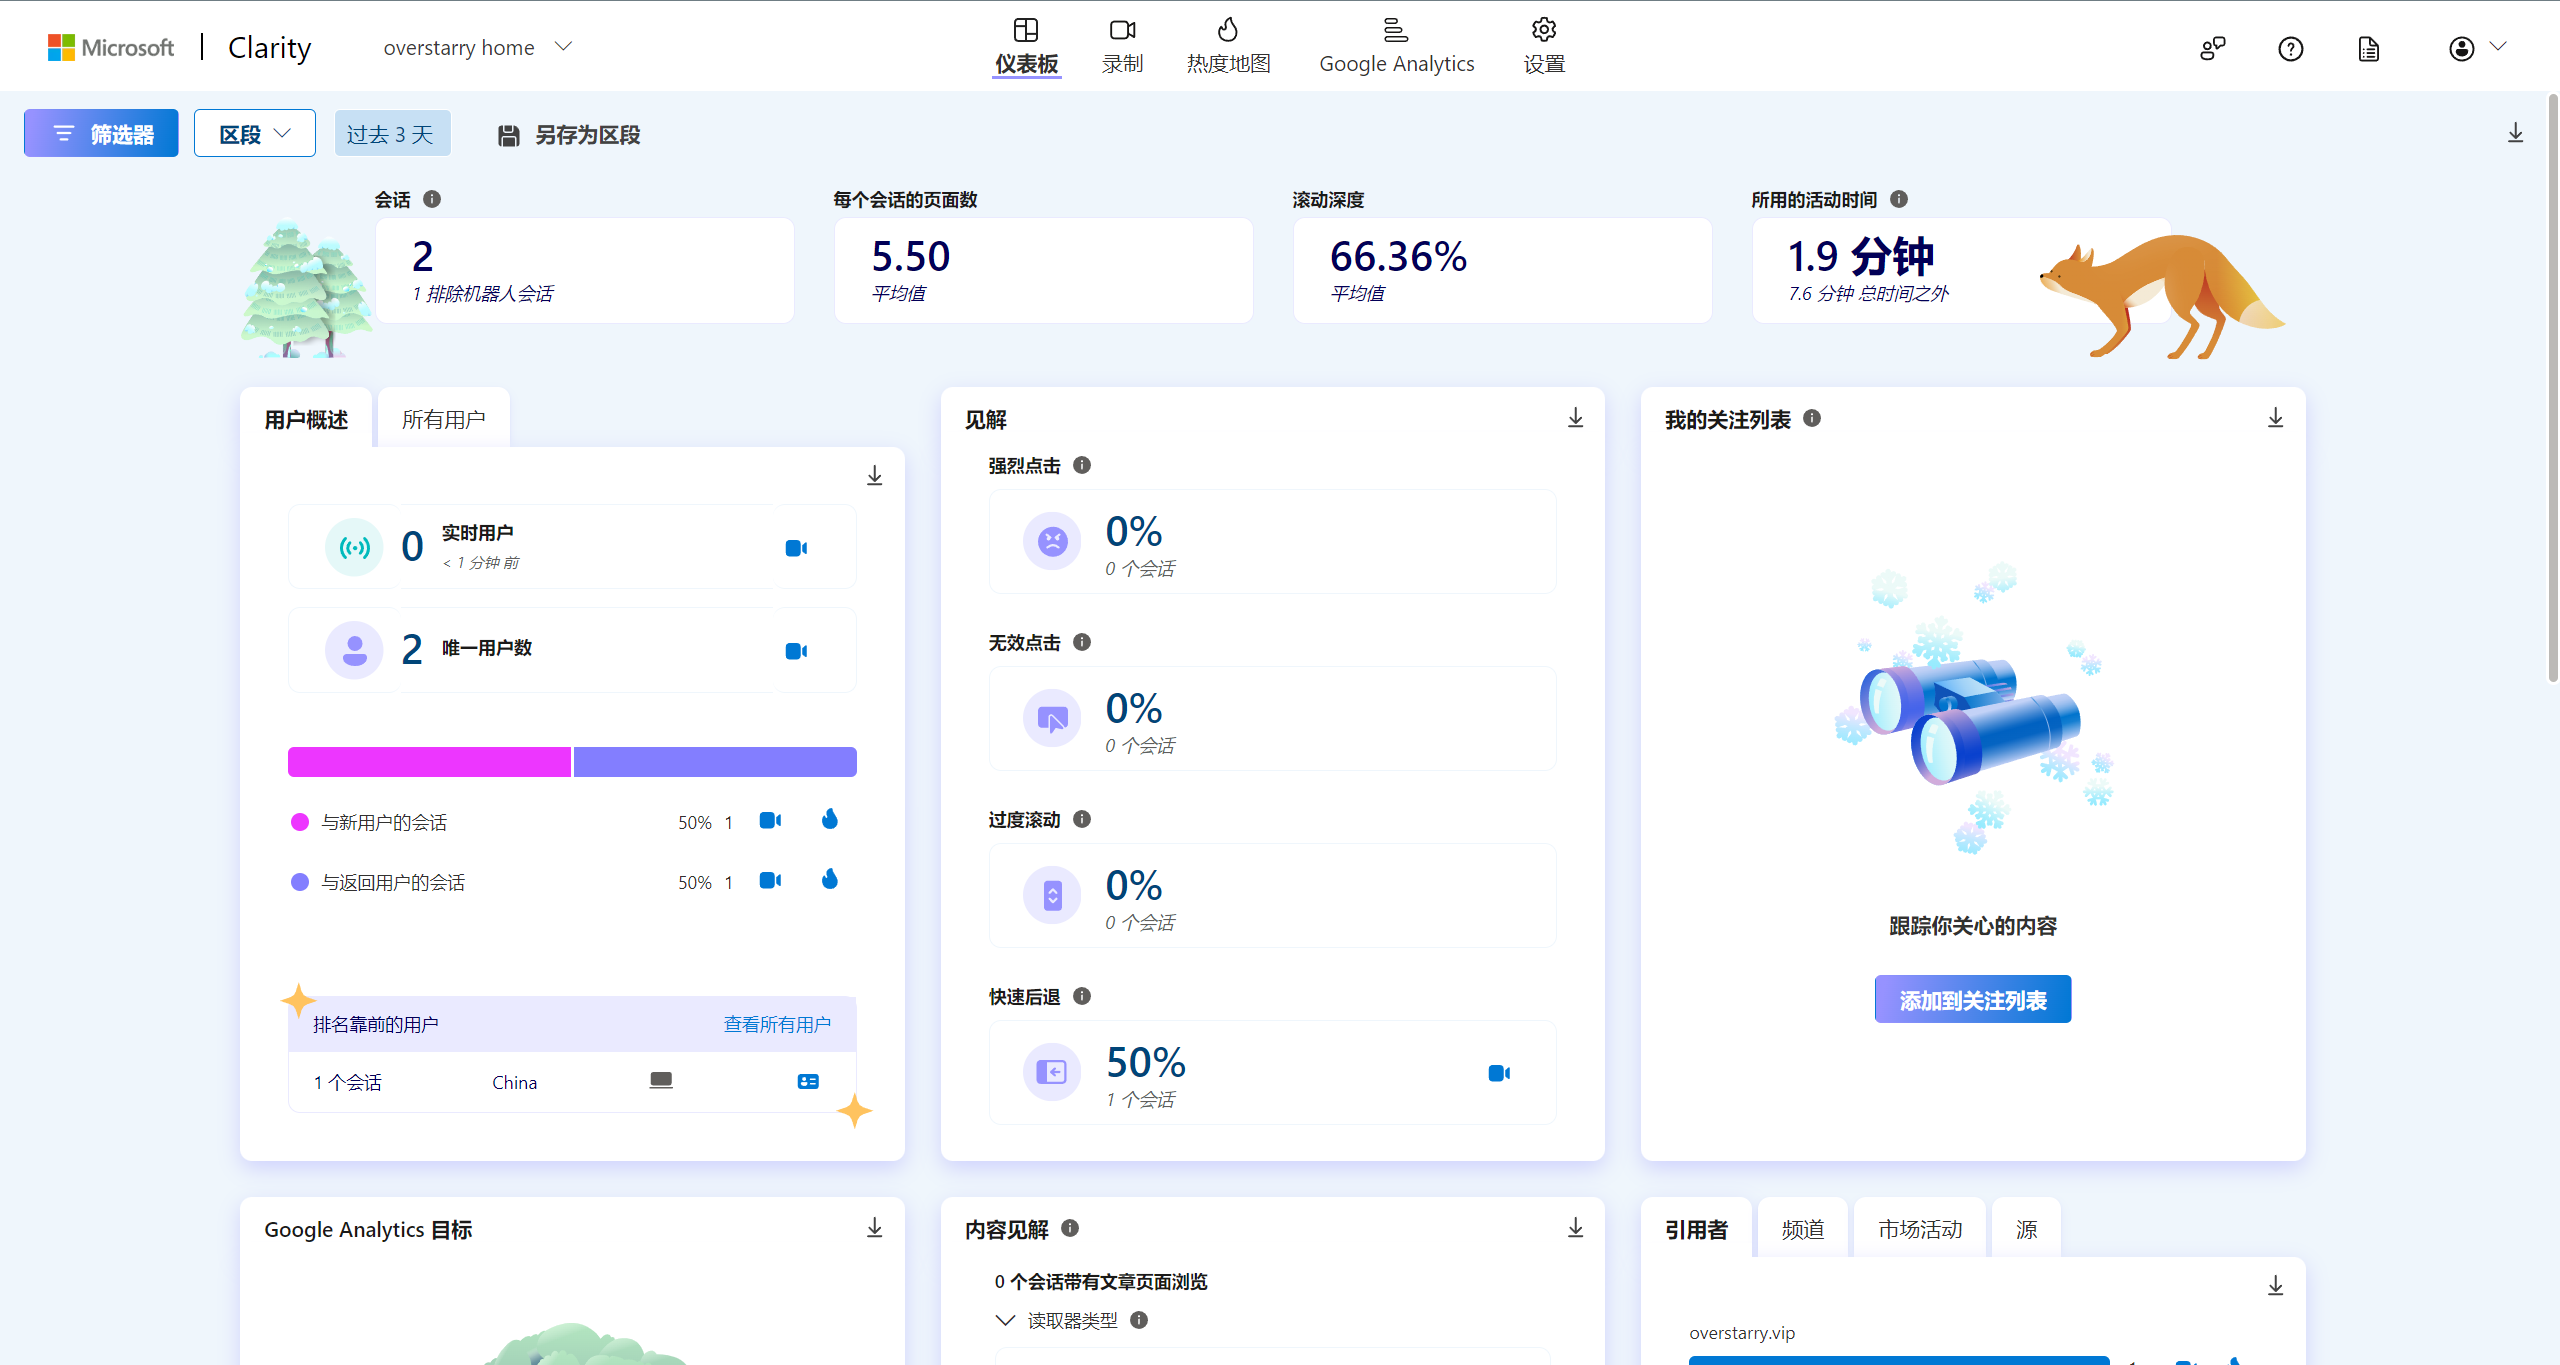 Microsoft | Clarity
overstarry home
仪表板
录制
热度地图
Google Analytics
设置
筛选器
区段
过去 3 天
另存为区段
会话
2
1 排除机器人会话
每个会话的页面数
5.50
平均值
滚动深度
66.36%
平均值
所用的活动时间
1.9 分钟
7.6 分钟 总时间之外
用户概述
所有用户
0
实时用户
< 1 分钟 前
2
唯一用户数
与新用户的会话 50% 1
与返回用户的会话 50% 1
排名靠前的用户
查看所有用户
1 个会话 China
见解
强烈点击
0%
0 个会话
无效点击
0%
0 个会话
过度滚动
0%
0 个会话
快速后退
50%
1 个会话
我的关注列表
跟踪你关心的内容
添加到关注列表
Google Analytics 目标
内容见解
0 个会话带有文章页面浏览
读取器类型
引用者
频道
市场活动
源
overstarry.vip